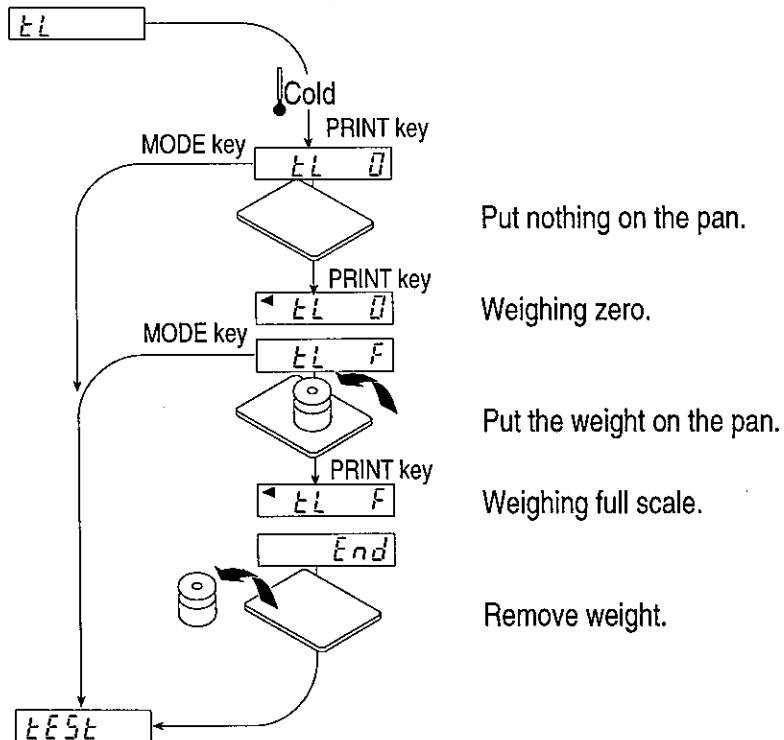 tL
Cold
PRINT key
MODE key
tL 0
Put nothing on the pan.
PRINT key
tL 0
Weighing zero.
MODE key
tL F
Put the weight on the pan.
PRINT key
tL F
Weighing full scale.
End
Remove weight.
tESt